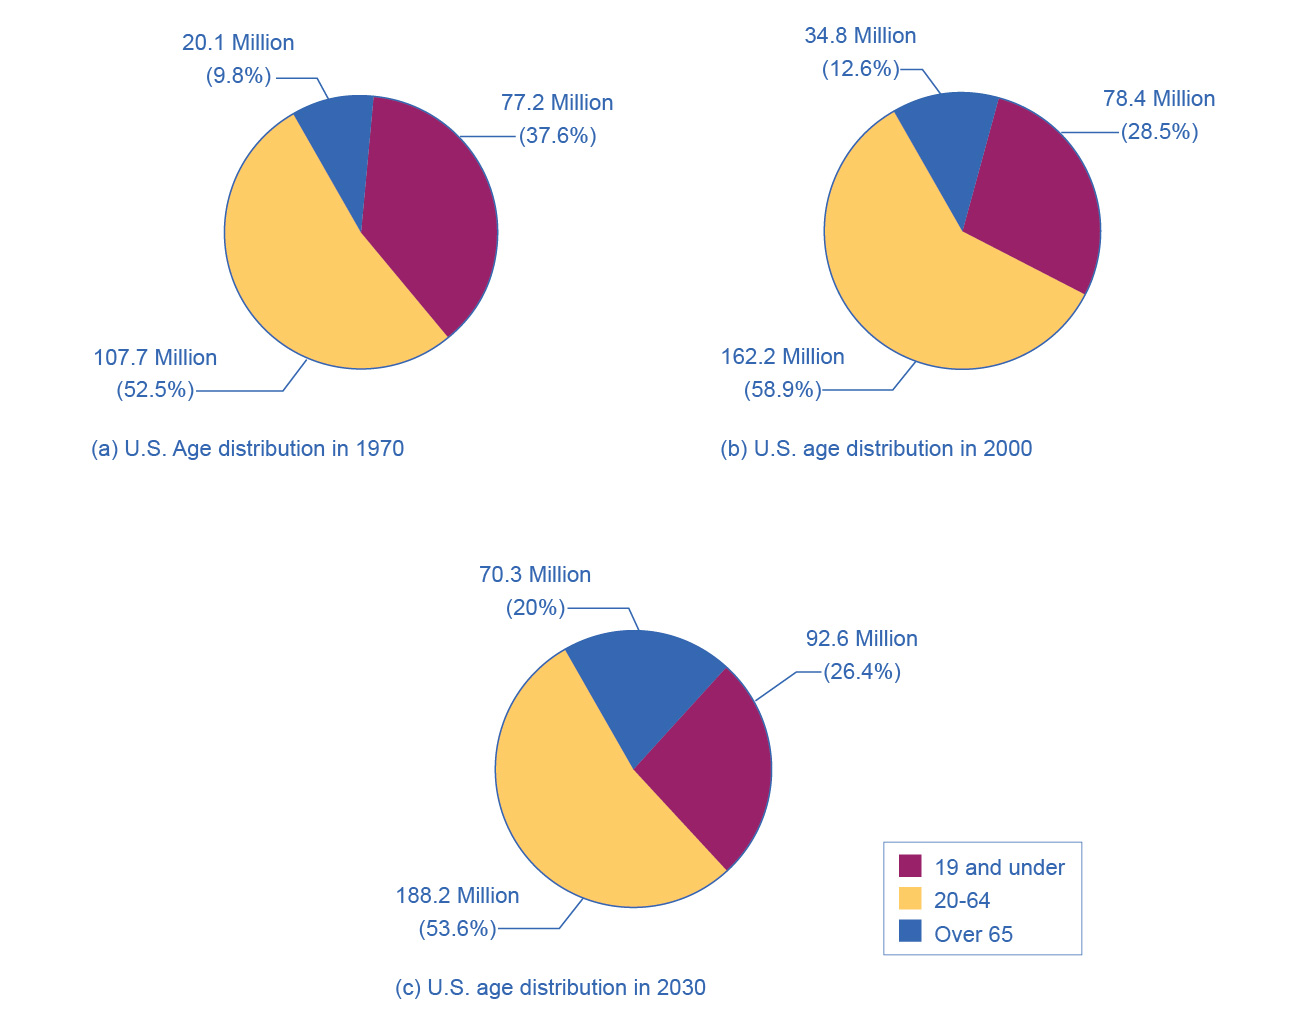 20.1 Million
(9.8%)
77.2 Million
(37.6%)
107.7 Million
(52.5%)
(a) U.S. Age distribution in 1970
34.8 Million
(12.6%)
78.4 Million
(28.5%)
162.2 Million
(58.9%)
(b) U.S. age distribution in 2000
70.3 Million
(20%)
92.6 Million
(26.4%)
188.2 Million
(53.6%)
(c) U.S. age distribution in 2030
19 and under
20-64
Over 65